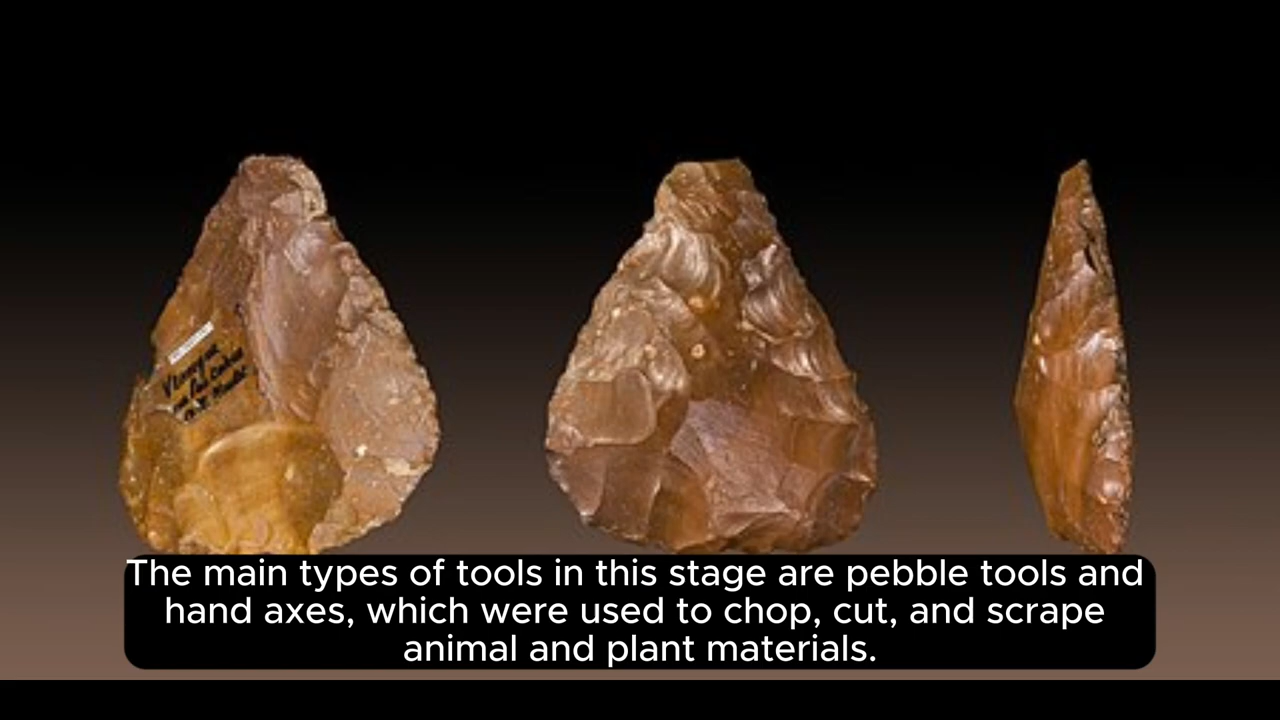 The main types of tools in this stage are pebble tools and
hand axes, which were used to chop, cut, and scrape
animal and plant materials.